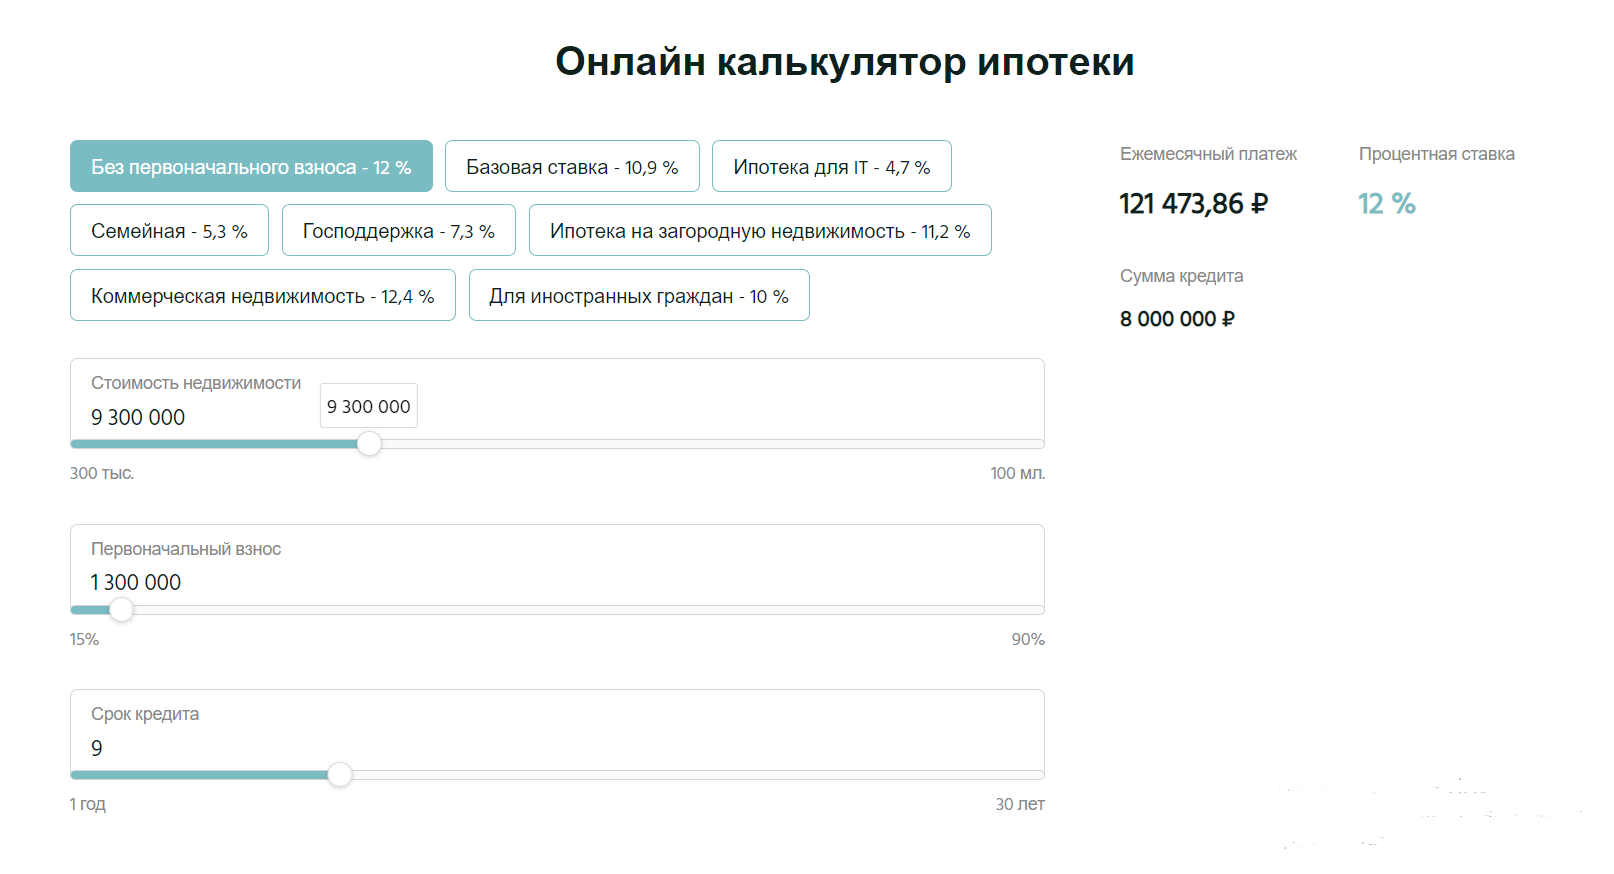 Онлайн калькулятор ипотеки
Без первоначального взноса - 12 %
Базовая ставка - 10,9 %
Ипотека для IT - 4,7 %
Семейная - 5,3 %
Господдержка - 7,3 %
Ипотека на загородную недвижимость - 11,2 %
Коммерческая недвижимость - 12,4 %
Для иностранных граждан - 10 %
Стоимость недвижимости
9 300 000
9 300 000
300 тыс.
100 мл.
Первоначальный взнос
1 300 000
15%
90%
Срок кредита
9
1 год
30 лет
Ежемесячный платеж
121 473,86 ₽
Процентная ставка
12 %
Сумма кредита
8 000 000 ₽